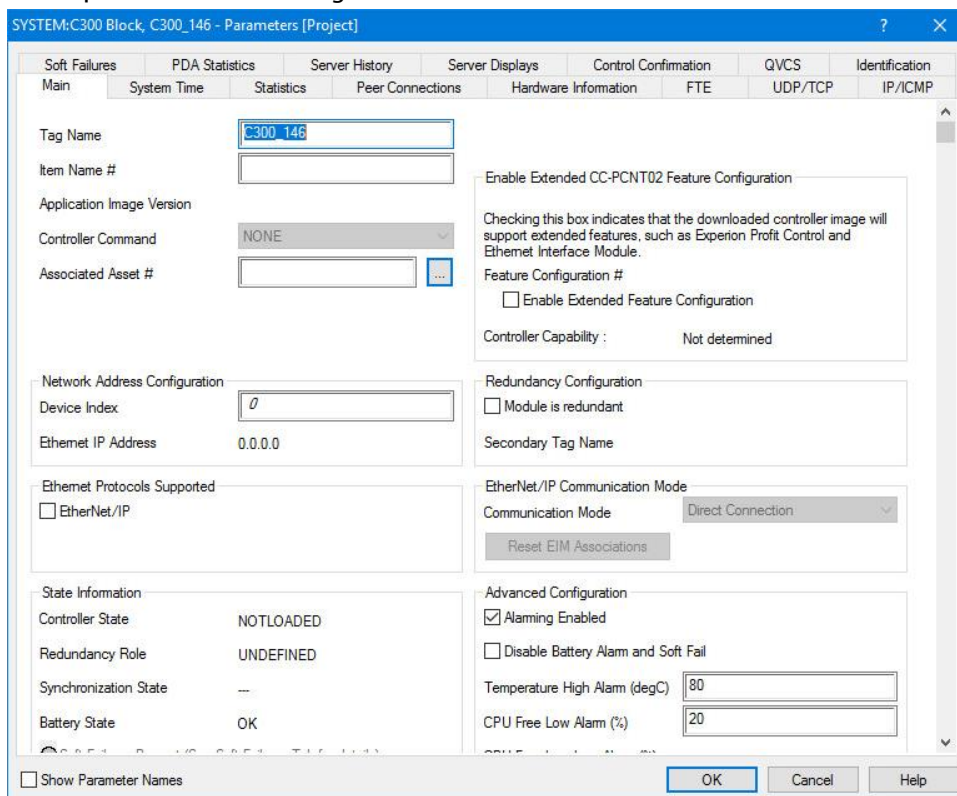 SYSTEM:C300 Block, C300_146 - Parameters [Project]
? X
Soft Failures PDA Statistics Server History Server Displays Control Confirmation QVCS Identification
Main System Time Statistics Peer Connections Hardware Information FTE UDP/TCP IP/ICMP
Tag Name C300_146
Item Name #
Application Image Version
Controller Command NONE
Associated Asset # ...
Enable Extended CC-PCNT02 Feature Configuration
Checking this box indicates that the downloaded controller image will
support extended features, such as Experion Profit Control and
Ethernet Interface Module.
Feature Configuration #
Enable Extended Feature Configuration
Controller Capability : Not determined
Network Address Configuration
Device Index 0
Ethernet IP Address 0.0.0.0
Redundancy Configuration
Module is redundant
Secondary Tag Name
Ethernet Protocols Supported
EtherNet/IP
EtherNet/IP Communication Mode
Communication Mode Direct Connection
Reset EIM Associations
State Information
Controller State NOTLOADED
Redundancy Role UNDEFINED
Synchronization State ---
Battery State OK
Advanced Configuration
Alarming Enabled
Disable Battery Alarm and Soft Fail
Temperature High Alarm (degC) 80
CPU Free Low Alarm (%) 20
Show Parameter Names
OK Cancel Help